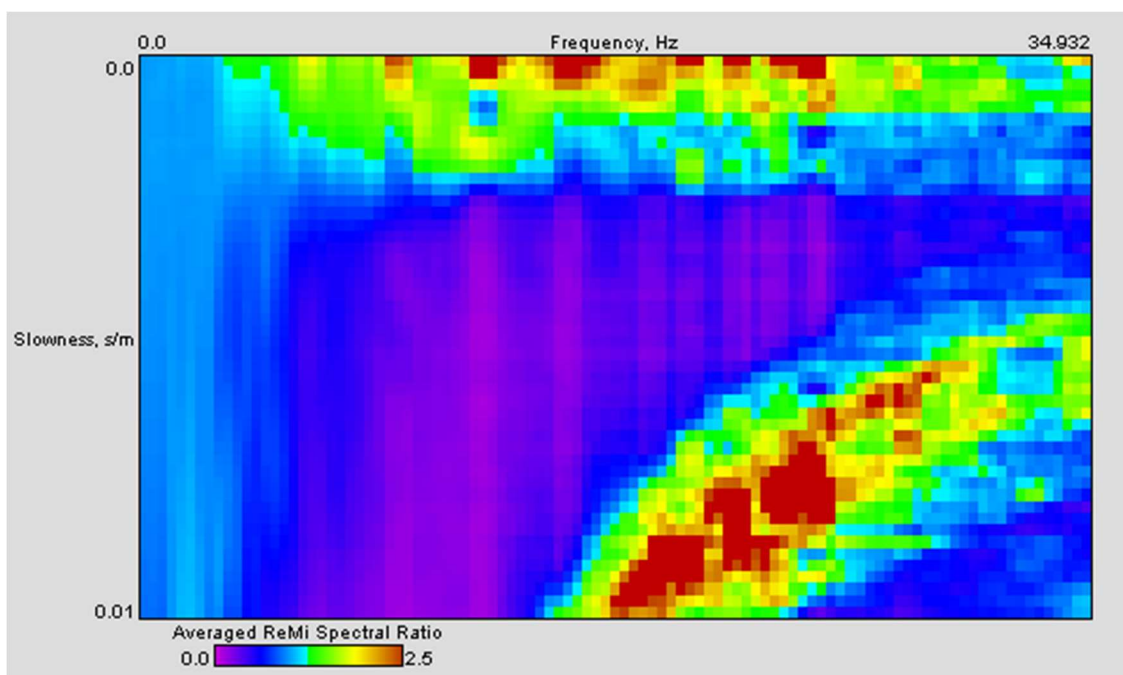 0.0 Frequency, Hz 34.932
0.0
Slowness, s/m
0.01
Averaged ReMi Spectral Ratio
0.0 2.5